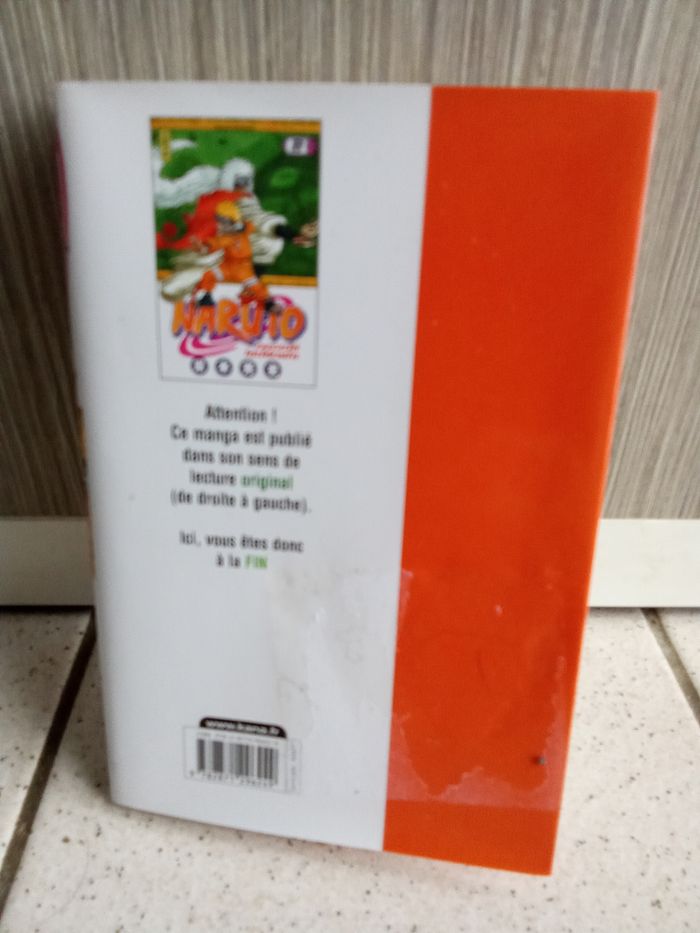 NARUTO
Attention !
Ce manga est publié
dans son sens de
lecture original
(de droite à gauche).
Ici, vous êtes donc
à la FIN
www.kana.fr